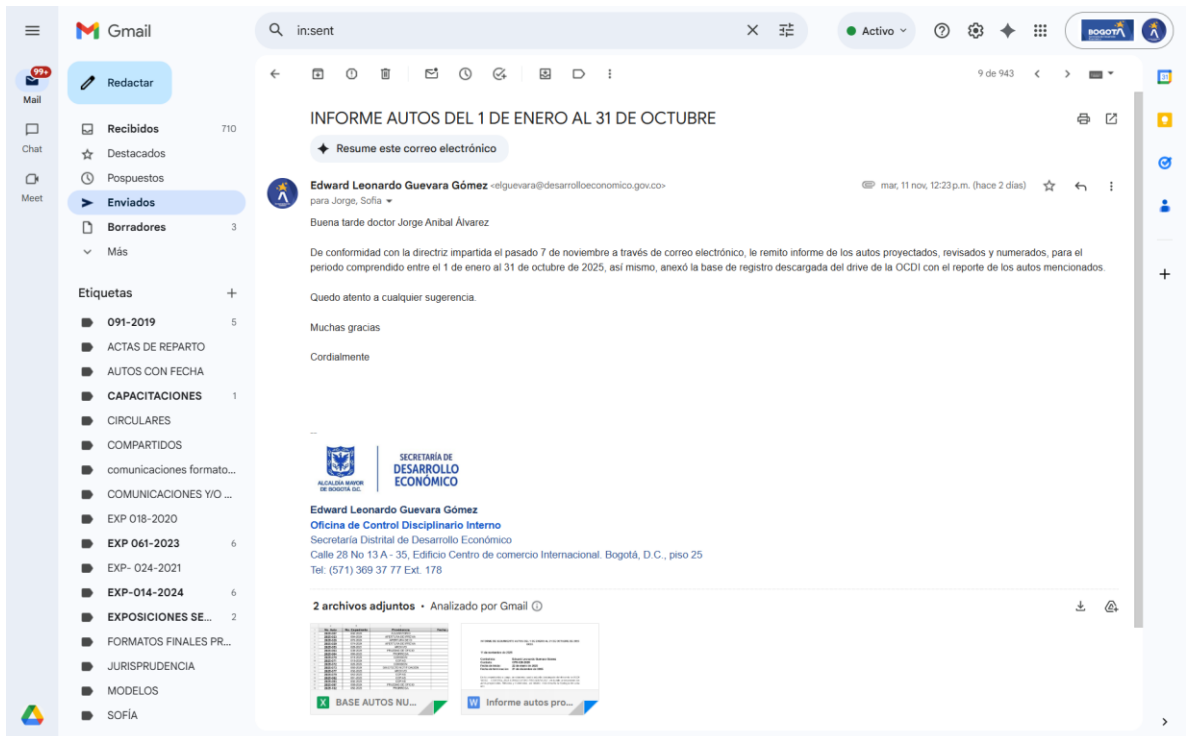 Gmail
in:sent
Activo
BOGOTÁ
99+
Mail
Chat
Meet
Redactar
Recibidos 710
Destacados
Pospuestos
Enviados
Borradores 3
Más
Etiquetas
091-2019 5
ACTAS DE REPARTO
AUTOS CON FECHA
CAPACITACIONES 1
CIRCULARES
COMPARTIDOS
comunicaciones formato...
COMUNICACIONES Y/O ...
EXP 018-2020
EXP 061-2023 6
EXP- 024-2021
EXP-014-2024 6
EXPOSICIONES SE... 2
FORMATOS FINALES PR...
JURISPRUDENCIA
MODELOS
SOFÍA
9 de 943
INFORME AUTOS DEL 1 DE ENERO AL 31 DE OCTUBRE
Resume este correo electrónico
Edward Leonardo Guevara Gómez <elguevara@desarrolloeconomico.gov.co>
mar, 11 nov, 12:23 p.m. (hace 2 días)
para Jorge, Sofía
Buena tarde doctor Jorge Anibal Álvarez
De conformidad con la directriz impartida el pasado 7 de noviembre a través de correo electrónico, le remito informe de los autos proyectados, revisados y numerados, para el
periodo comprendido entre el 1 de enero al 31 de octubre de 2025, así mismo, anexó la base de registro descargada del drive de la OCDI con el reporte de los autos mencionados.
Quedo atento a cualquier sugerencia.
Muchas gracias
Cordialmente
--
ALCALDÍA MAYOR
DE BOGOTÁ D.C.
SECRETARÍA DE
DESARROLLO
ECONÓMICO
Edward Leonardo Guevara Gómez
Oficina de Control Disciplinario Interno
Secretaría Distrital de Desarrollo Económico
Calle 28 No 13 A - 35, Edificio Centro de comercio Internacional. Bogotá, D.C., piso 25
Tel: (571) 369 37 77 Ext. 178
2 archivos adjuntos • Analizado por Gmail
X BASE AUTOS NU...
W Informe autos pro...
31